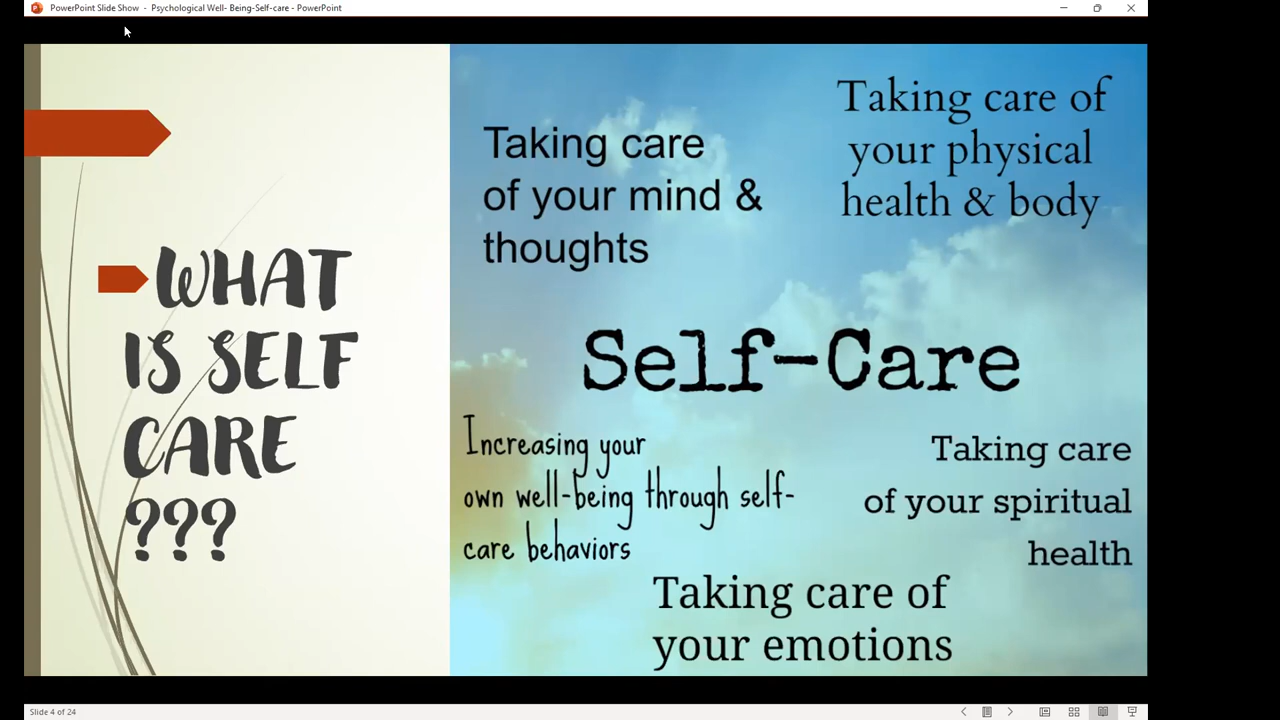 PowerPoint Slide Show - Psychological Well- Being-Self-care - PowerPoint
WHAT
IS SELF
CARE
???
Taking care
of your mind &
thoughts
Taking care of
your physical
health & body
Self-Care
Increasing your
own well-being through self-
care behaviors
Taking care
of your spiritual
health
Taking care of
your emotions
Slide 4 of 24